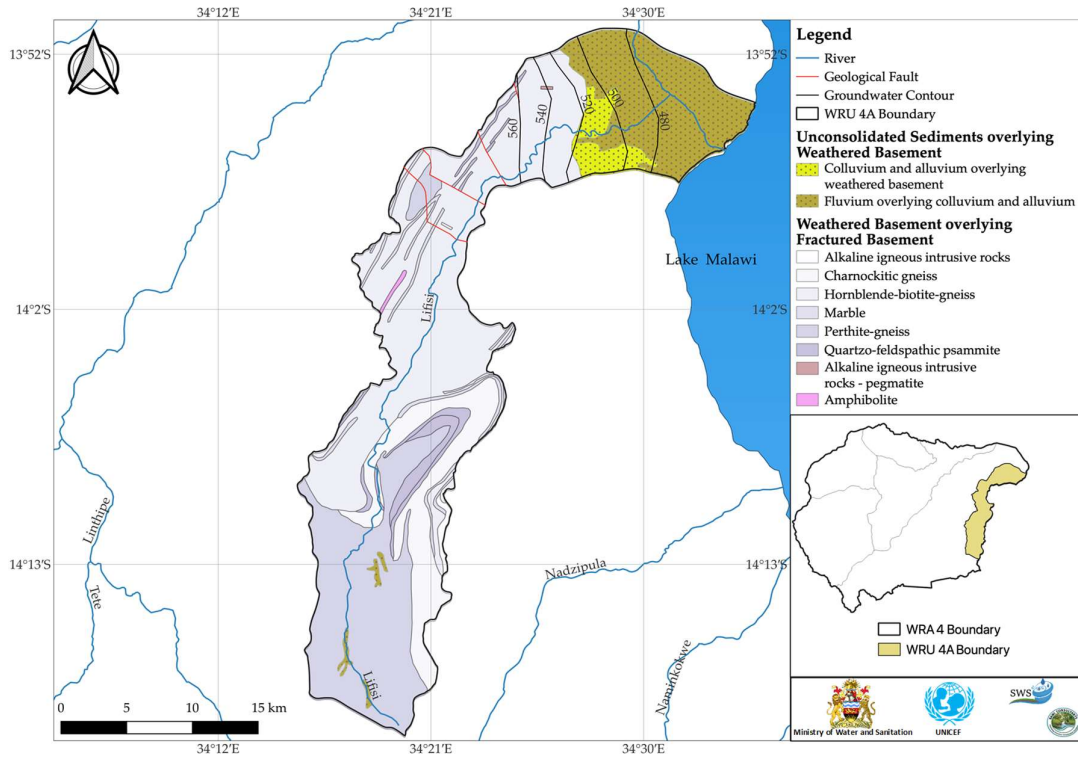 34°12′E
34°21′E
34°30′E
13°52′S
13°52′S
14°2′S
14°2′S
14°13′S
14°13′S
34°12′E
34°21′E
34°30′E
560
540
520
500
480
Lifisi
Lifisi
Lake Malawi
Linthipe
Tete
Nadzipula
Naminkokwe
0 5 10 15 km
Legend
River
Geological Fault
Groundwater Contour
WRU 4A Boundary
Unconsolidated Sediments overlying
Weathered Basement
Colluvium and alluvium overlying
weathered basement
Fluvium overlying colluvium and alluvium
Weathered Basement overlying
Fractured Basement
Alkaline igneous intrusive rocks
Charnockitic gneiss
Hornblende-biotite-gneiss
Marble
Perthite-gneiss
Quartzo-feldspathic psammite
Alkaline igneous intrusive
rocks - pegmatite
Amphibolite
WRA 4 Boundary
WRU 4A Boundary
Ministry of Water and Sanitation
UNICEF
SWS